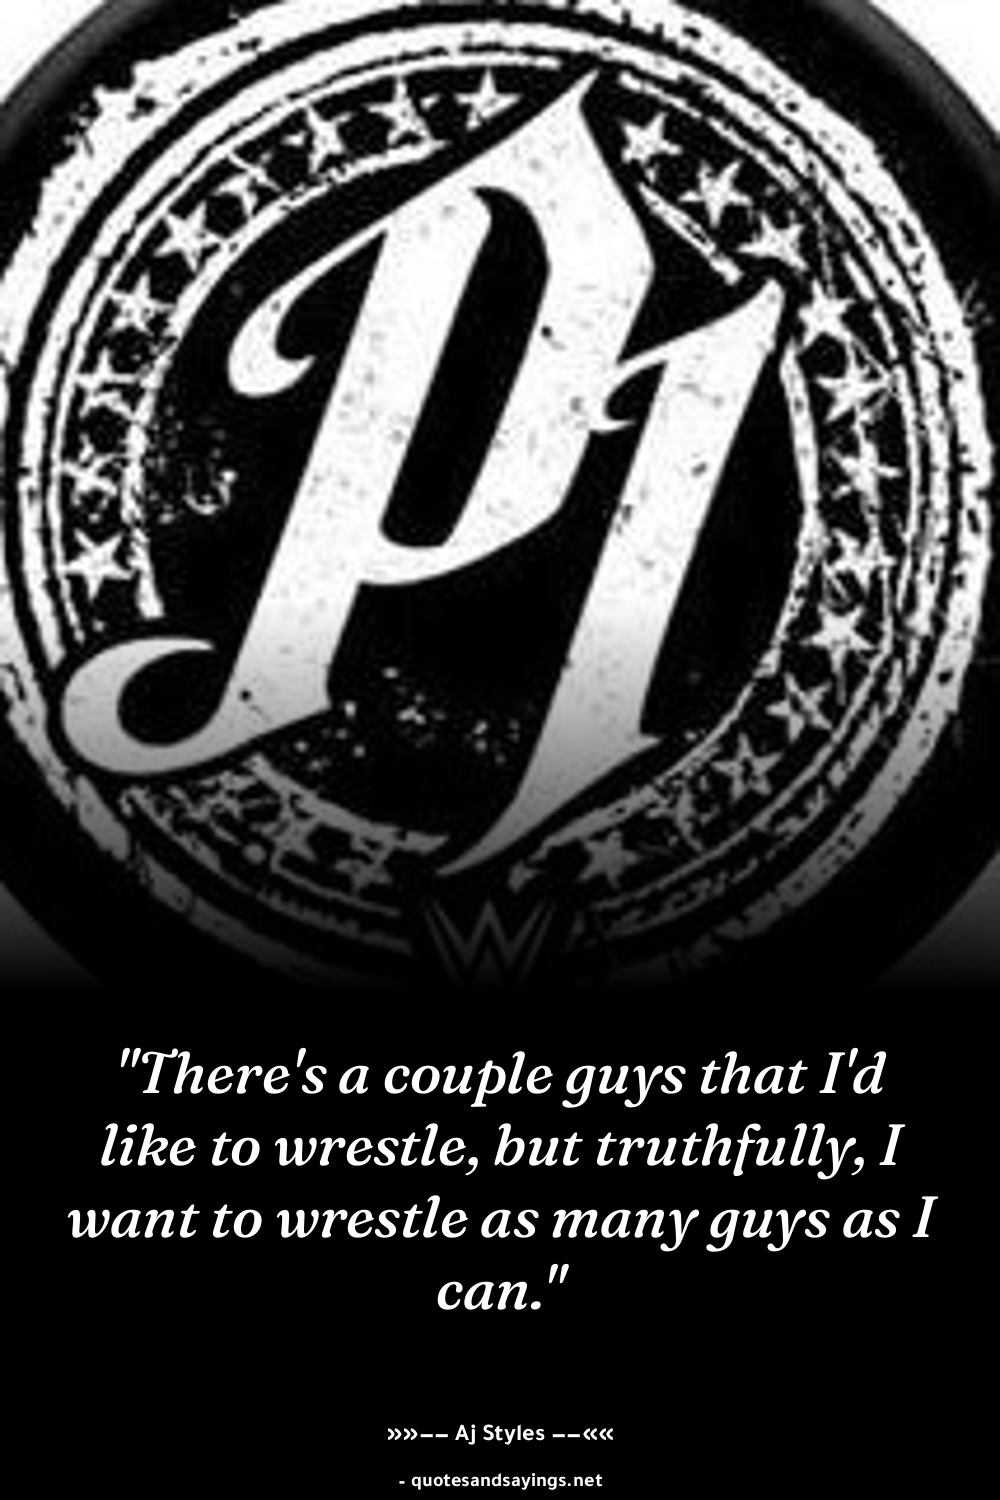 P1
W
"There's a couple guys that I'd
like to wrestle, but truthfully, I
want to wrestle as many guys as I
can."
»»–– Aj Styles ––««
- quotesandsayings.net